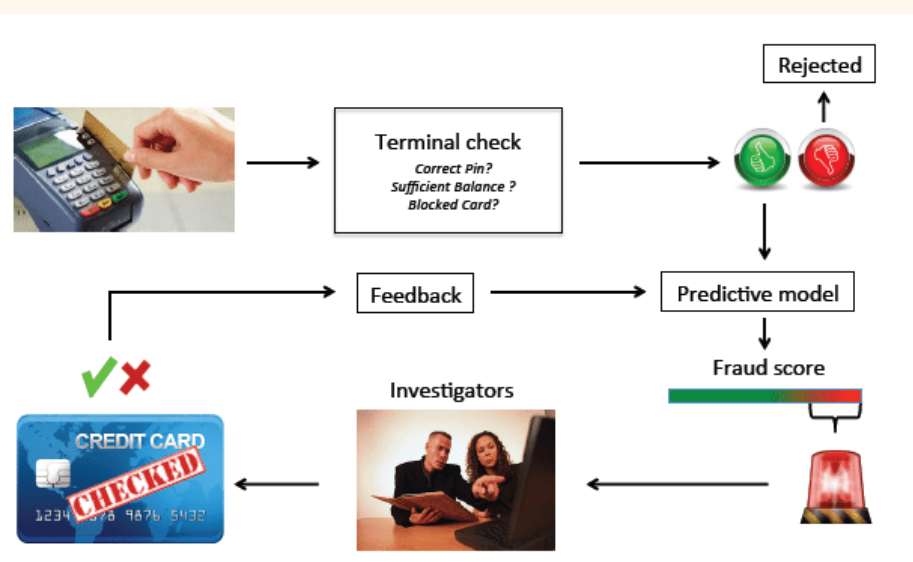 Rejected
Terminal check
Correct Pin?
Sufficient Balance ?
Blocked Card?
Feedback
Predictive model
Fraud score
Investigators
CREDIT CARD
CHECKED
1234 5678 9876 5432